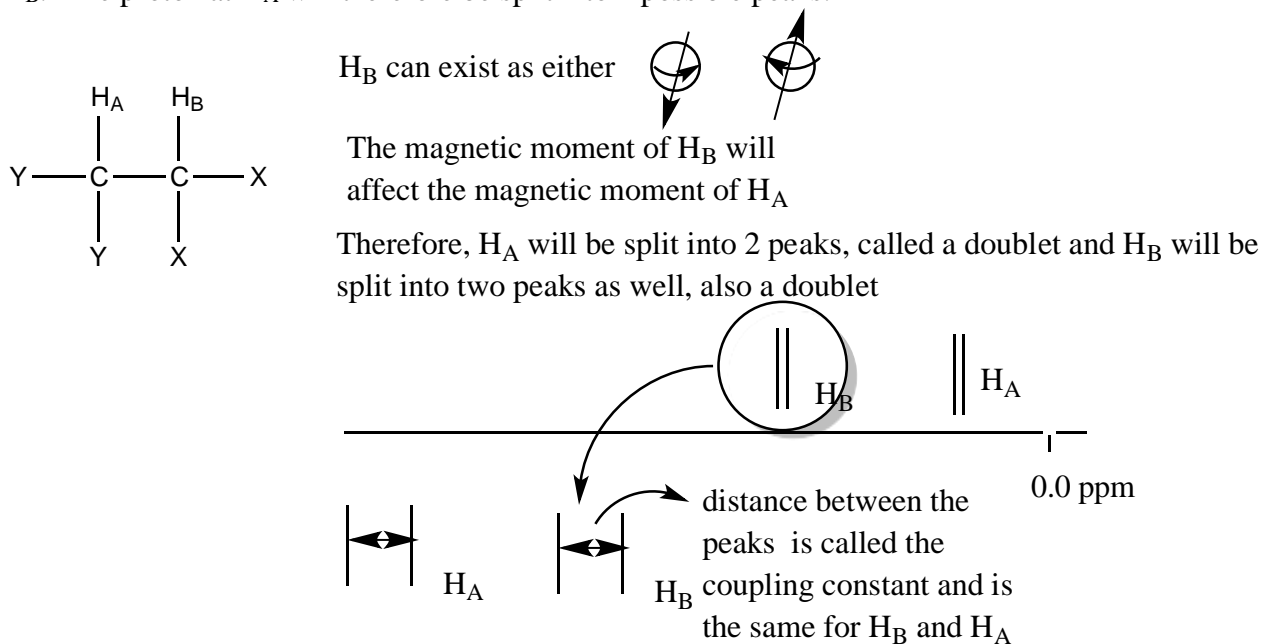 H_B can exist as either
H_A H_B
Y C C X
Y X
The magnetic moment of H_B will
affect the magnetic moment of H_A
Therefore, H_A will be split into 2 peaks, called a doublet and H_B will be
split into two peaks as well, also a doublet
H_B
H_A
0.0 ppm
H_A
H_B
distance between the
peaks is called the
coupling constant and is
the same for H_B and H_A